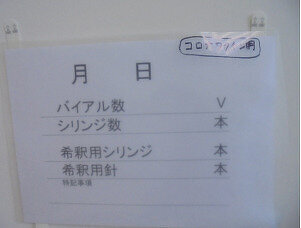 コロナワクチン用
月 日
バイアル数 V
シリンジ数 本
希釈用シリンジ 本
希釈用針 本
特記事項